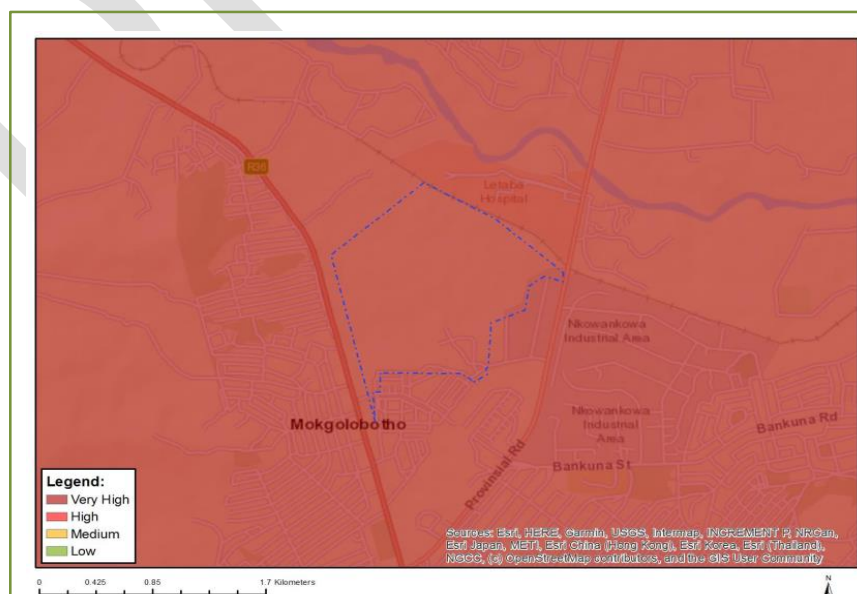 R36
Letaba
Hospital
Nkowankowa
Industrial Area
Mokgolobotho
Nkowankowa
Industrial
Area
Bankuna Rd
Provinsial Rd
Bankuna St
Legend:
Very High
High
Medium
Low
Sources: Esri, HERE, Garmin, USGS, Intermap, INCREMENT P, NRCan,
Esri Japan, METI, Esri China (Hong Kong), Esri Korea, Esri (Thailand),
NGCC, (c) OpenStreetMap contributors, and the GIS User Community
0 0.425 0.85 1.7 Kilometers
N